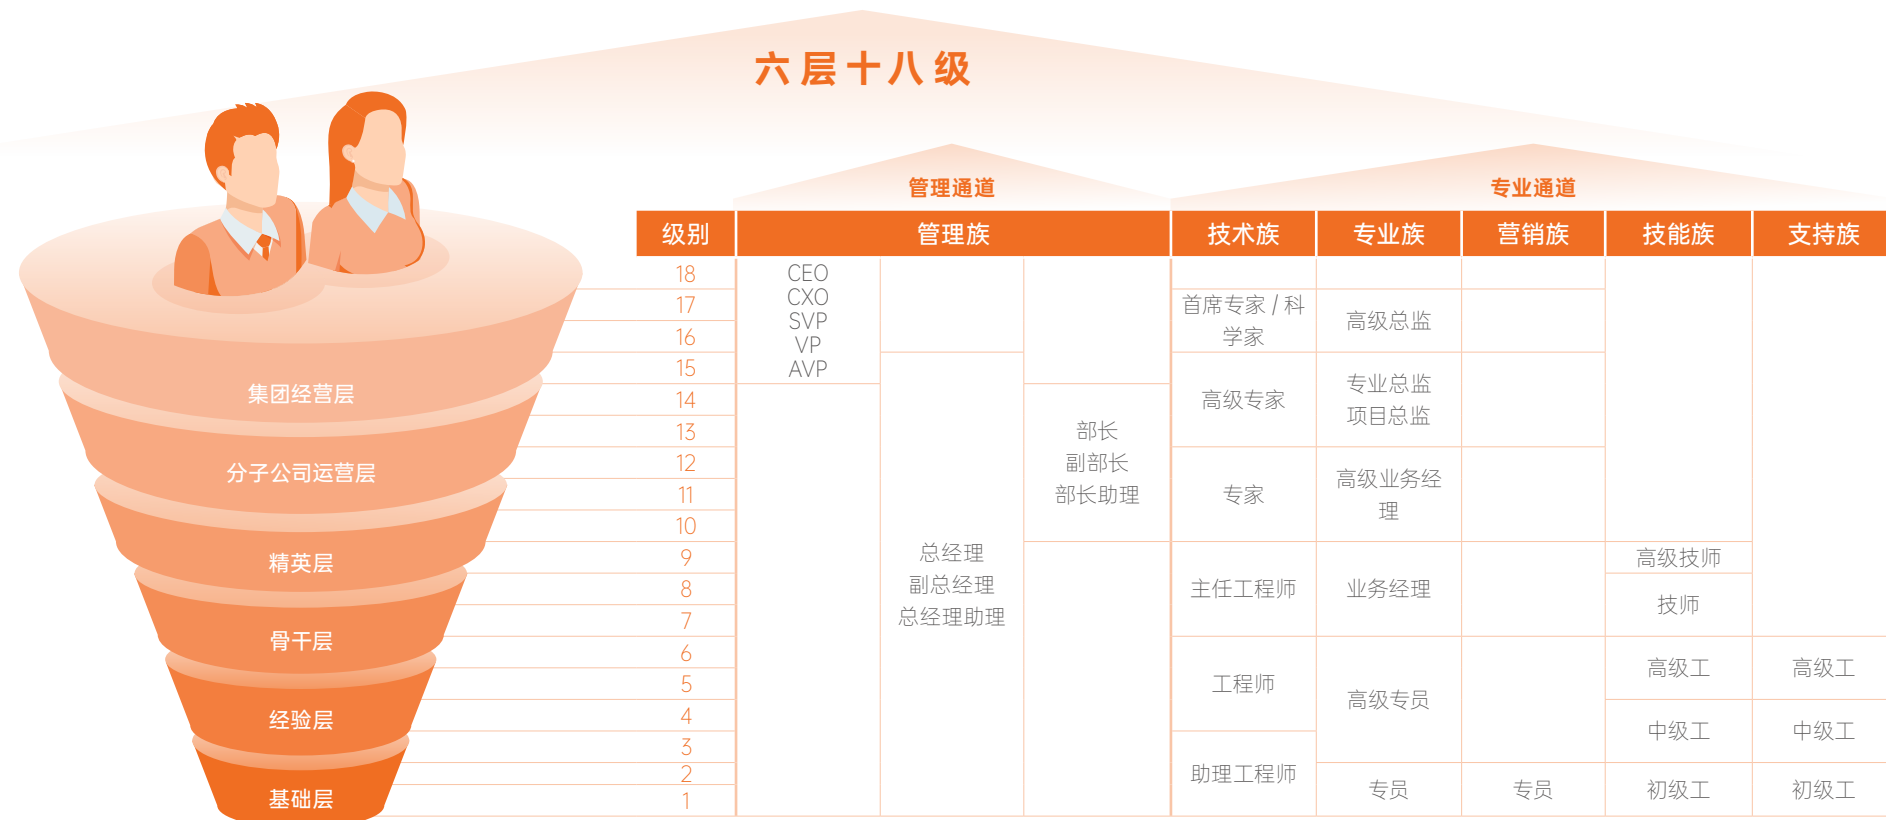 六层十八级
管理通道
专业通道
级别
管理族
技术族
专业族
营销族
技能族
支持族
18
17
16
15
14
13
12
11
10
9
8
7
6
5
4
3
2
1
CEO
CXO
SVP
VP
AVP
总经理
副总经理
总经理助理
部长
副部长
部长助理
首席专家 / 科
学家
高级专家
专家
主任工程师
工程师
助理工程师
高级总监
专业总监
项目总监
高级业务经
理
业务经理
高级专员
专员
专员
高级技师
技师
高级工
中级工
初级工
高级工
中级工
初级工
集团经营层
分子公司运营层
精英层
骨干层
经验层
基础层